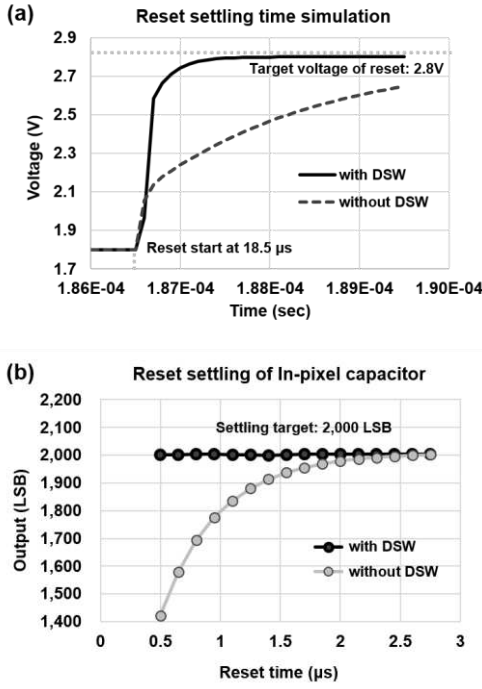 (a)
Reset settling time simulation
2.9
Target voltage of reset: 2.8V
2.7
2.5
2.3
2.1
1.9
1.7
Voltage (V)
with DSW
without DSW
Reset start at 18.5 µs
1.86E-04 1.87E-04 1.88E-04 1.89E-04 1.90E-04
Time (sec)
(b)
Reset settling of In-pixel capacitor
2,200
2,100
2,000
1,900
1,800
1,700
1,600
1,500
1,400
Output (LSB)
Settling target: 2,000 LSB
with DSW
without DSW
0 0.5 1 1.5 2 2.5 3
Reset time (µs)